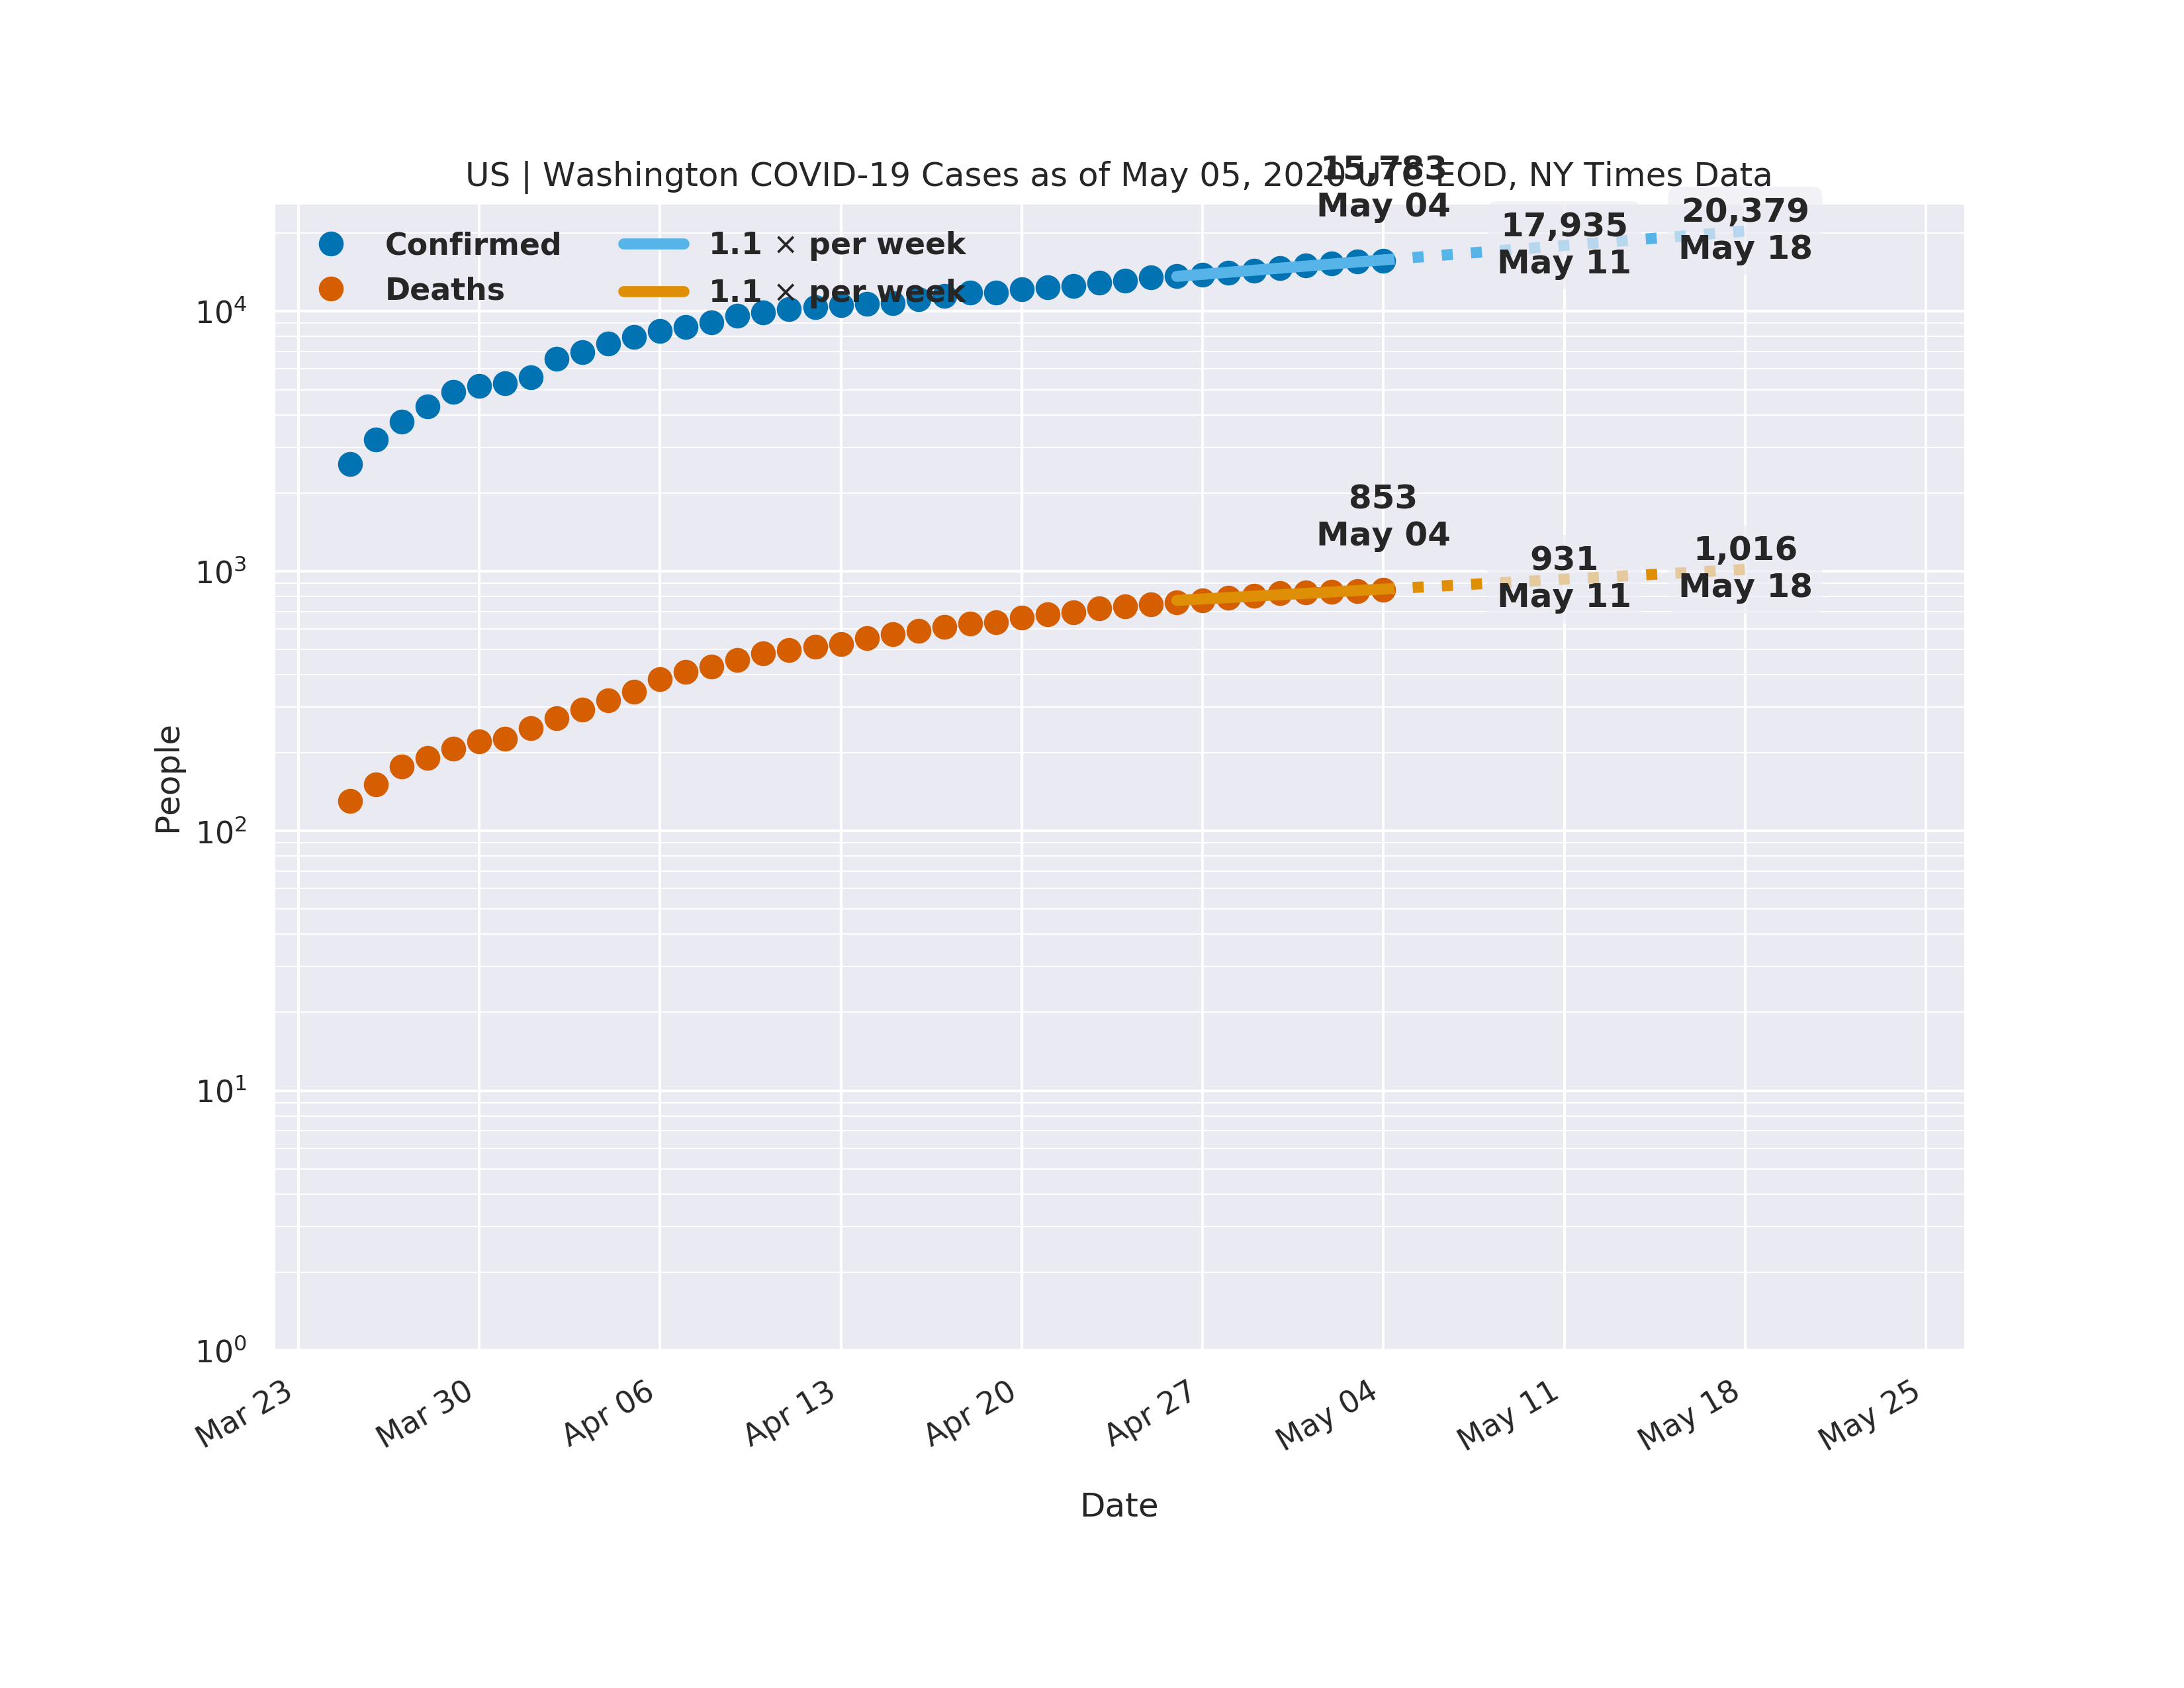 US | Washington COVID-19 Cases as of May 05, 2020 UTC EOD, NY Times Data
15,783
May 04
17,935
May 11
20,379
May 18
Confirmed
Deaths
1.1 × per week
1.1 × per week
853
May 04
931
May 11
1,016
May 18
People
10⁴
10³
10²
10¹
10⁰
Mar 23
Mar 30
Apr 06
Apr 13
Apr 20
Apr 27
May 04
May 11
May 18
May 25
Date